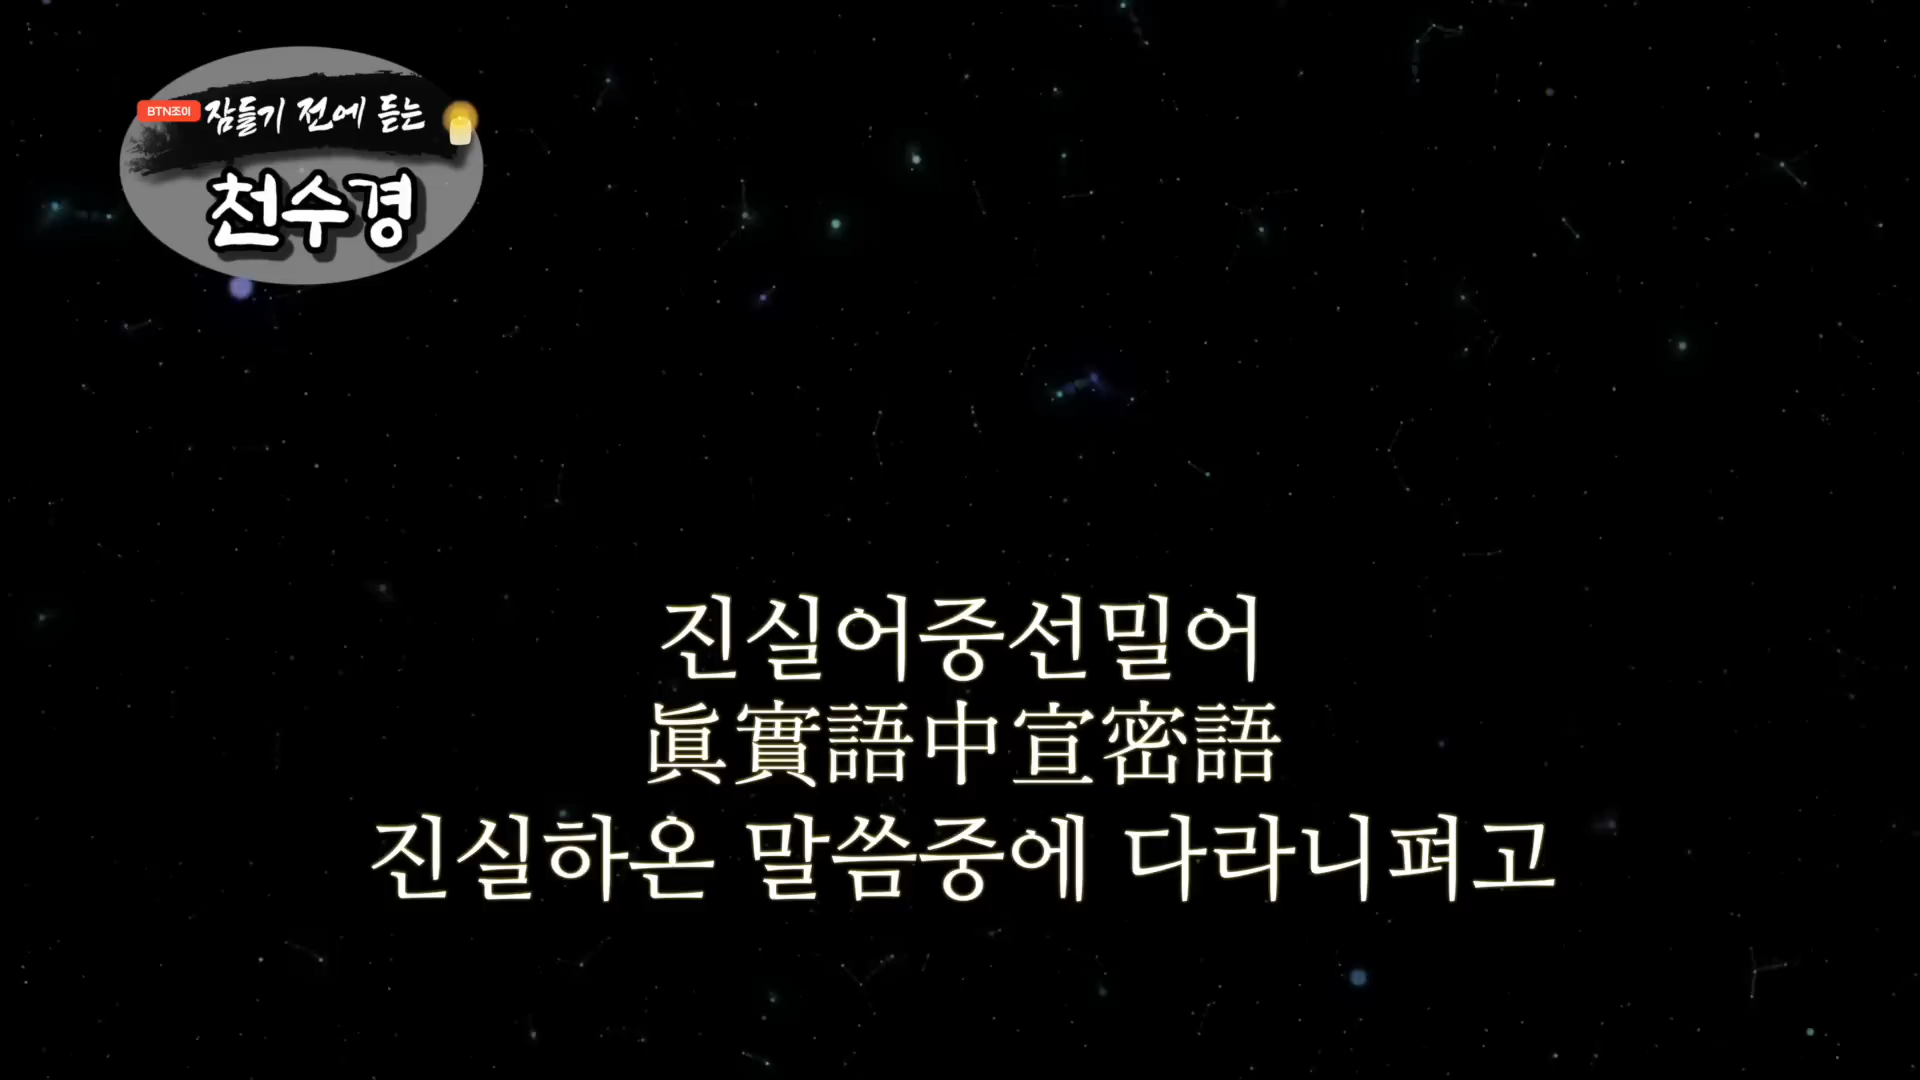 BTN조이 잠들기 전에 듣는
천수경
진실어중선밀어
眞實語中宣密語
진실하온 말씀중에 다라니펴고